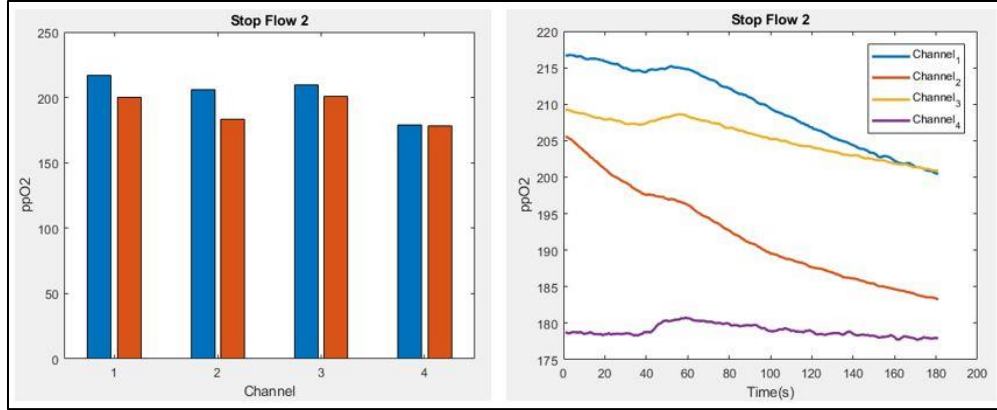 Stop Flow 2
ppO2
250
200
150
100
50
0
1 2 3 4
Channel
Stop Flow 2
ppO2
220
215
210
205
200
195
190
185
180
175
0 20 40 60 80 100 120 140 160 180 200
Time(s)
Channel1
Channel2
Channel3
Channel4